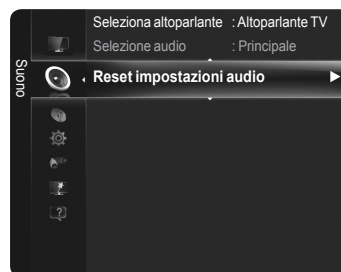 Suono
Seleziona altoparlante : Altoparlante TV
Selezione audio : Principale
Reset impostazioni audio